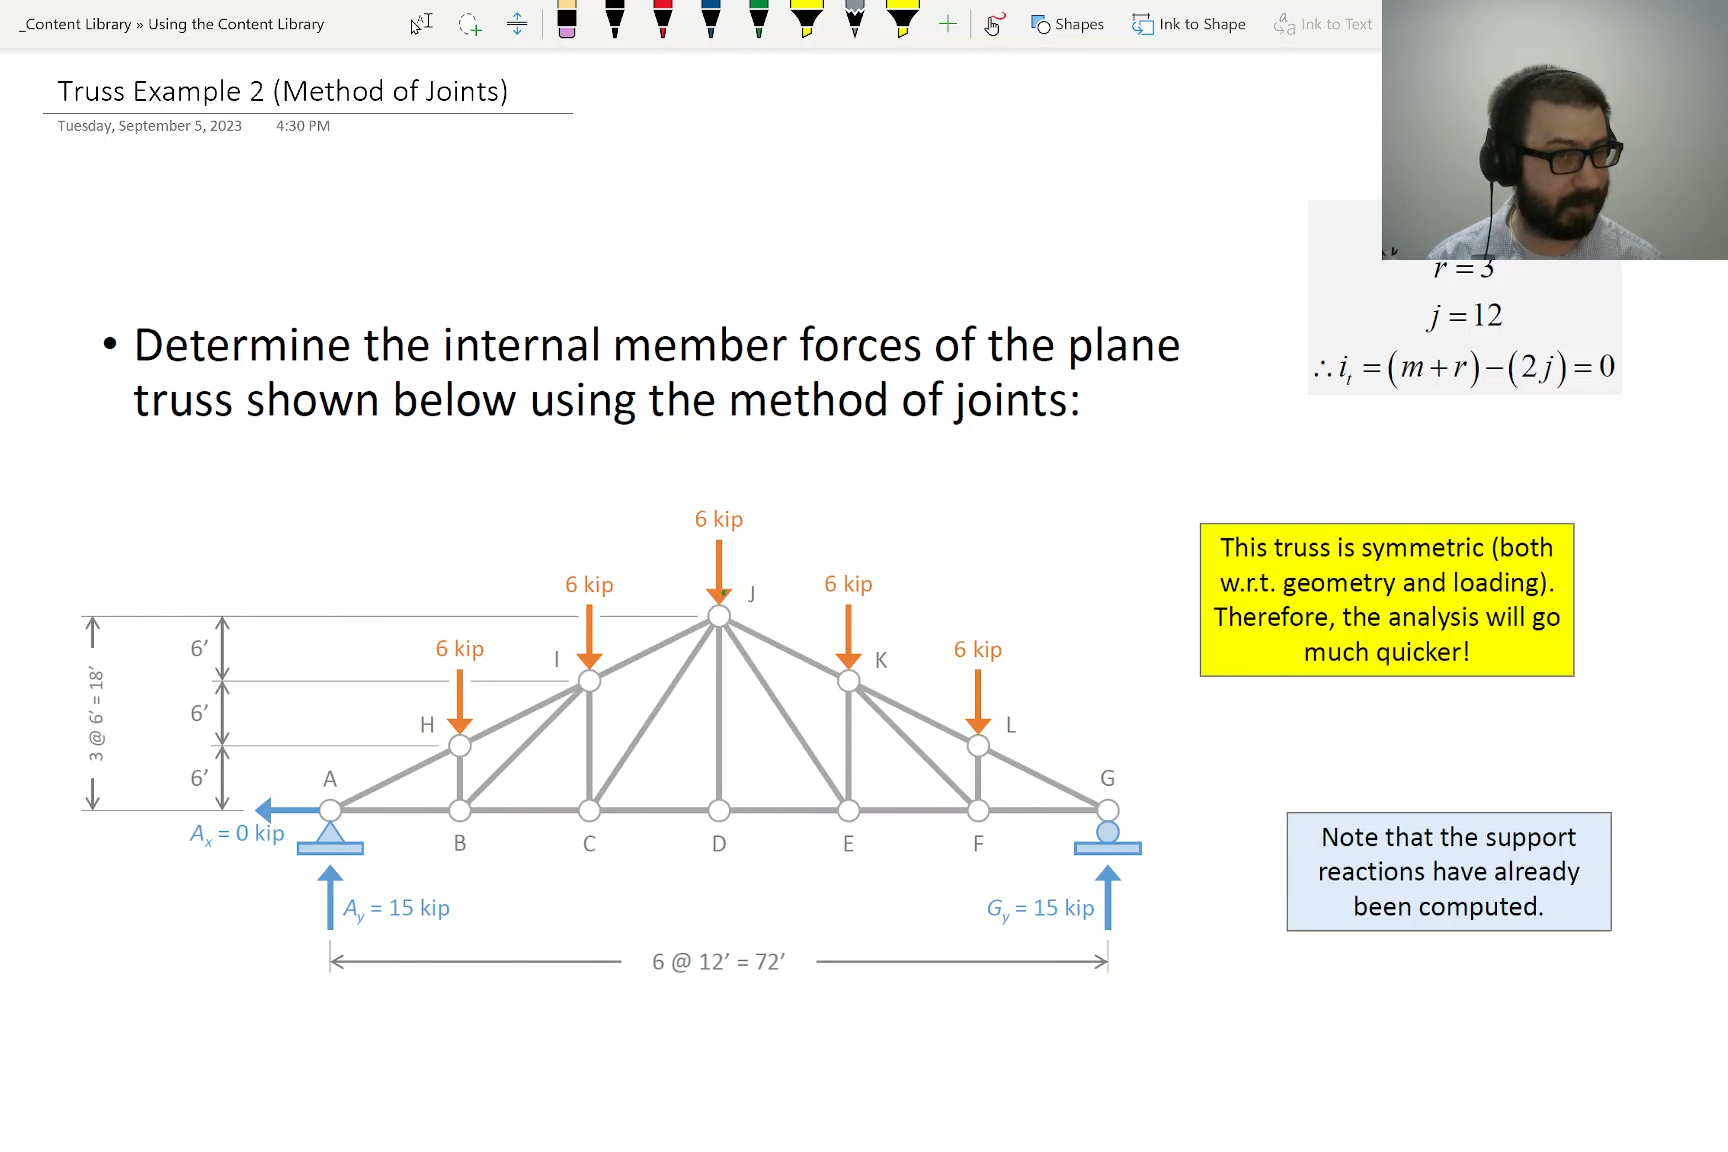 _Content Library » Using the Content Library
Shapes
Ink to Shape
Ink to Text
Truss Example 2 (Method of Joints)
Tuesday, September 5, 2023 4:30 PM
r = 3
j = 12
∴ i_t = (m + r) − (2j) = 0
• Determine the internal member forces of the plane
truss shown below using the method of joints:
6 kip
6 kip
J
6 kip
6 kip
I
K
6 kip
H
L
A
G
3 @ 6′ = 18′
6′
6′
6′
A_x = 0 kip
B
C
D
E
F
A_y = 15 kip
G_y = 15 kip
6 @ 12′ = 72′
This truss is symmetric (both
w.r.t. geometry and loading).
Therefore, the analysis will go
much quicker!
Note that the support
reactions have already
been computed.